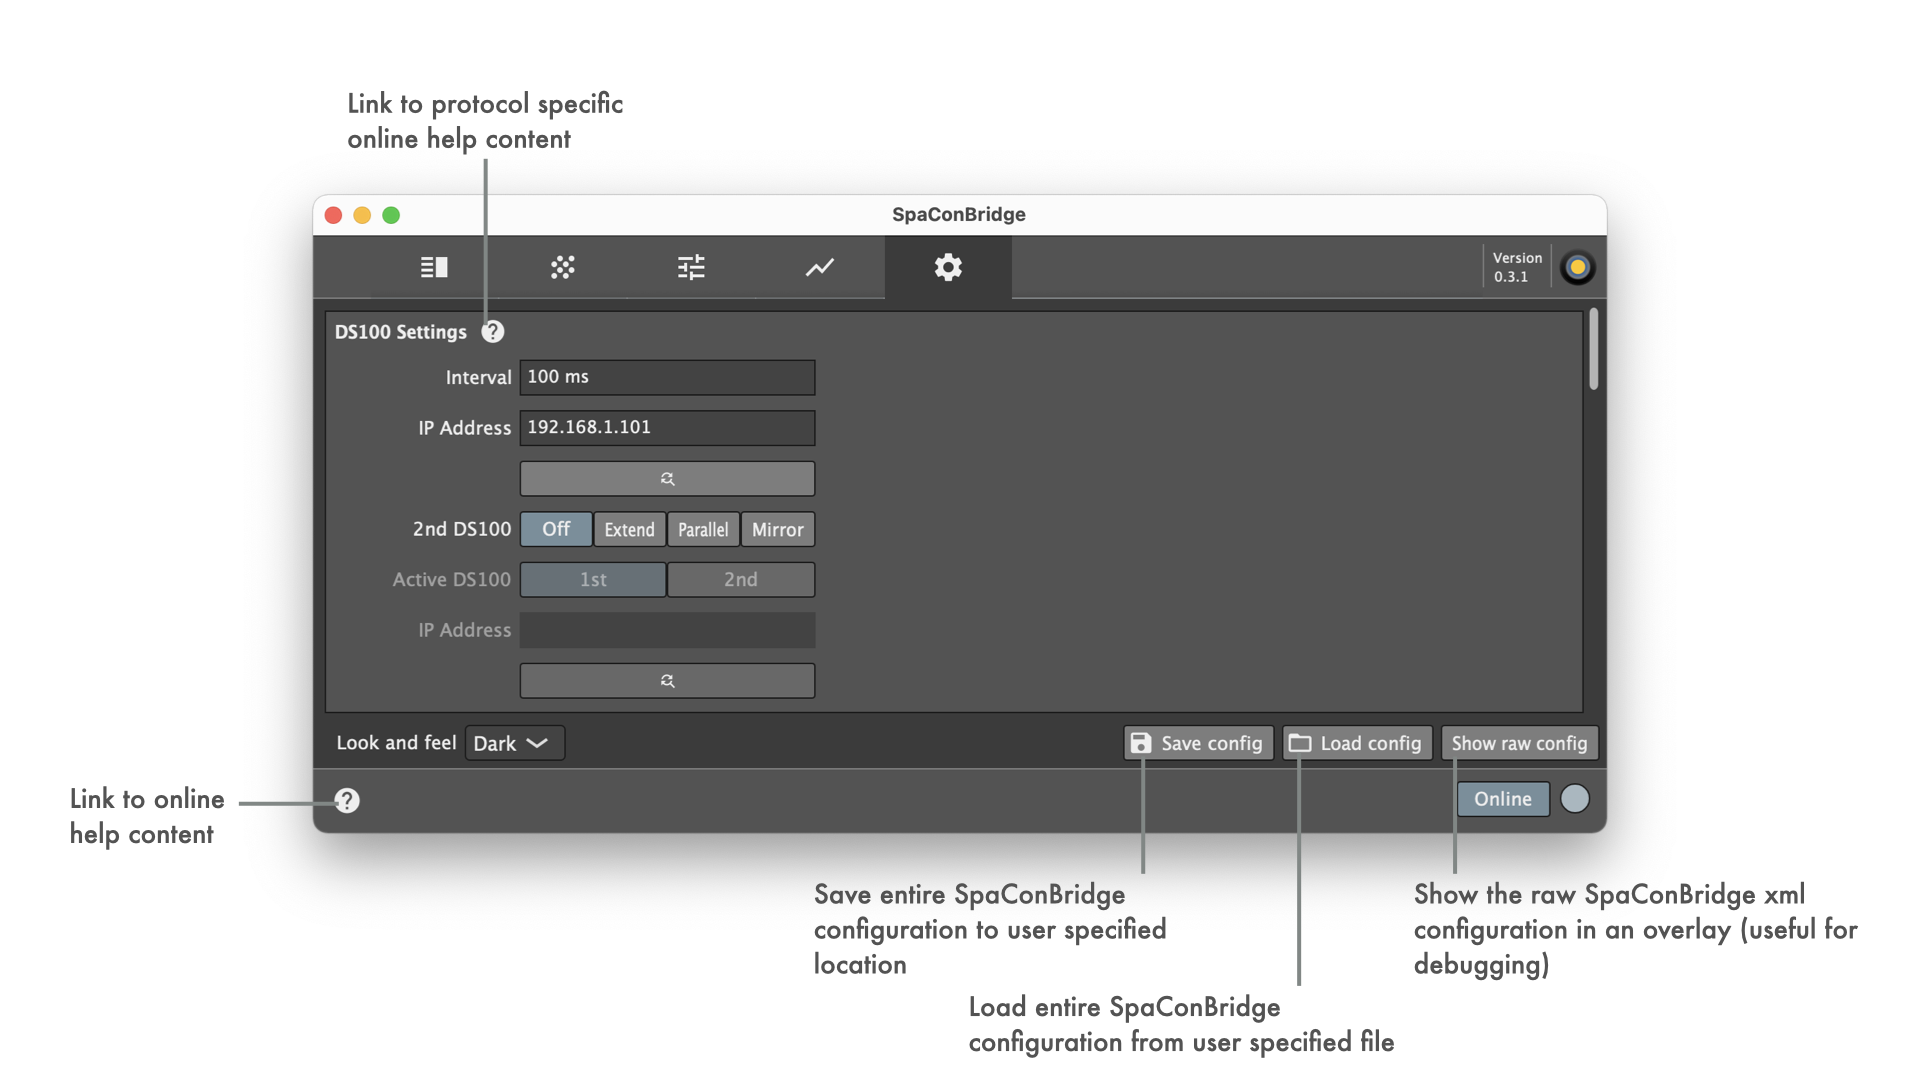 Link to protocol specific
online help content
SpaConBridge
Version
0.3.1
DS100 Settings
Interval 100 ms
IP Address 192.168.1.101
2nd DS100 Off Extend Parallel Mirror
Active DS100 1st 2nd
IP Address
Look and feel Dark Save config Load config Show raw config
Link to online
help content
Online
Save entire SpaConBridge
configuration to user specified
location
Show the raw SpaConBridge xml
configuration in an overlay (useful for
debugging)
Load entire SpaConBridge
configuration from user specified file